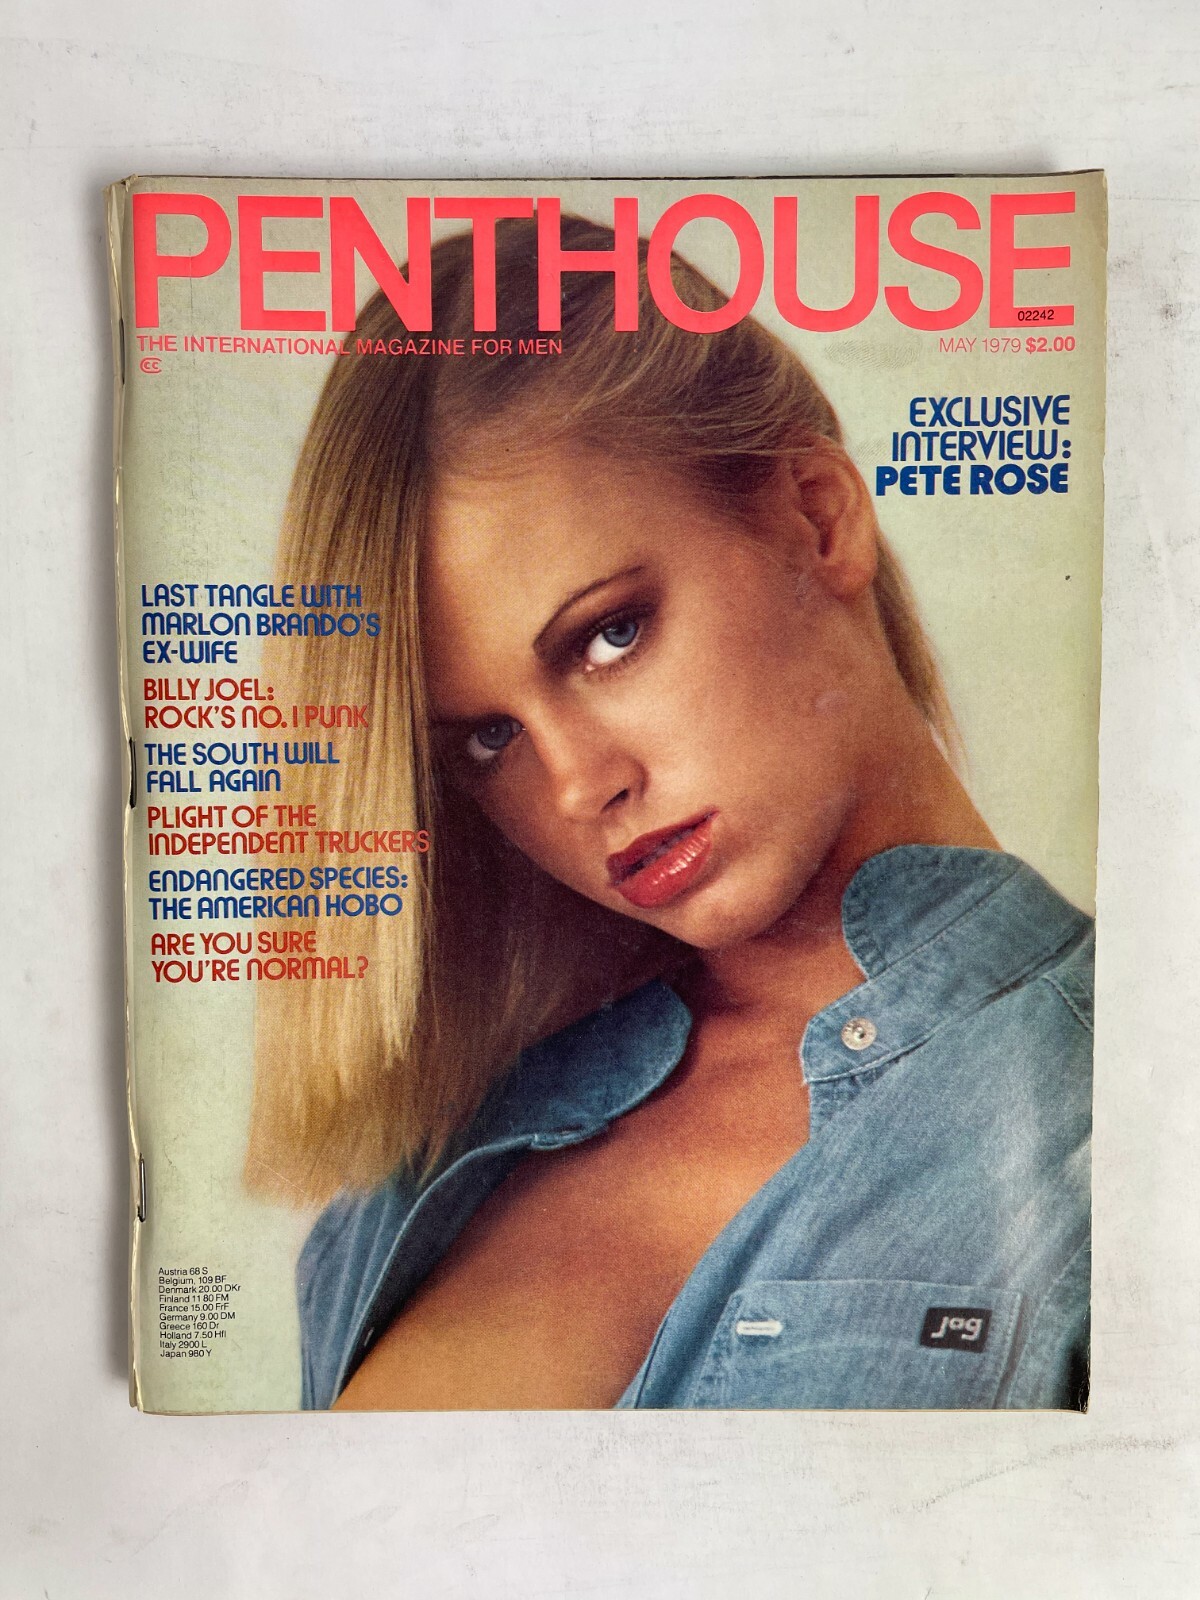 PENTHOUSE
02242
THE INTERNATIONAL MAGAZINE FOR MEN
MAY 1979 $2.00
CC
EXCLUSIVE
INTERVIEW:
PETE ROSE
LAST TANGLE WITH
MARLON BRANDO'S
EX-WIFE
BILLY JOEL:
ROCK'S NO. 1 PUNK
THE SOUTH WILL
FALL AGAIN
PLIGHT OF THE
INDEPENDENT TRUCKERS
ENDANGERED SPECIES:
THE AMERICAN HOBO
ARE YOU SURE
YOU'RE NORMAL?
Austria 68 S
Belgium, 109 BF
Denmark 20.00 DKr
Finland 11 80 FM
France 15.00 FrF
Germany 9.00 DM
Greece 160 Dr
Holland 7.50 Hfl
Italy 2900 L
Japan 980 Y
Jag